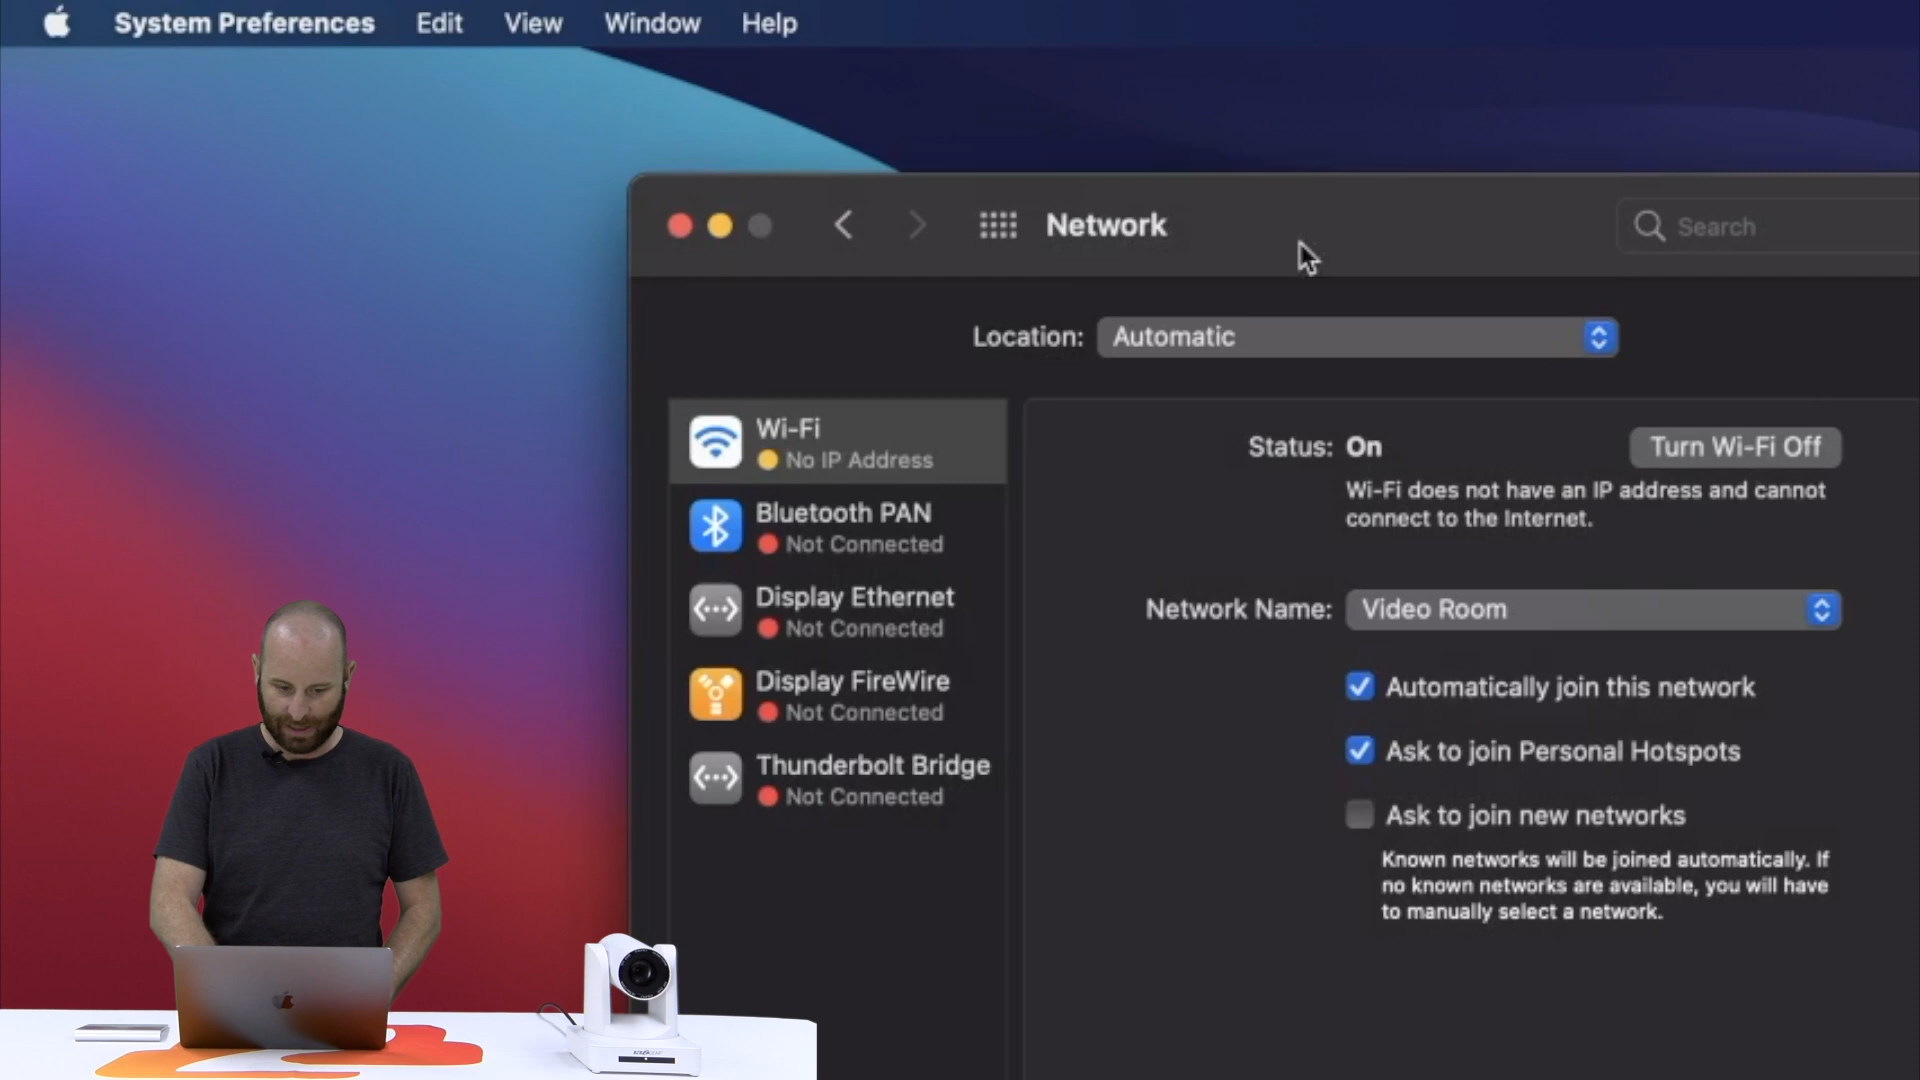 System Preferences Edit View Window Help
Network
Search
Location: Automatic
Wi-Fi
No IP Address
Bluetooth PAN
Not Connected
Display Ethernet
Not Connected
Display FireWire
Not Connected
Thunderbolt Bridge
Not Connected
Status: On
Turn Wi-Fi Off
Wi-Fi does not have an IP address and cannot
connect to the Internet.
Network Name: Video Room
Automatically join this network
Ask to join Personal Hotspots
Ask to join new networks
Known networks will be joined automatically. If
no known networks are available, you will have
to manually select a network.